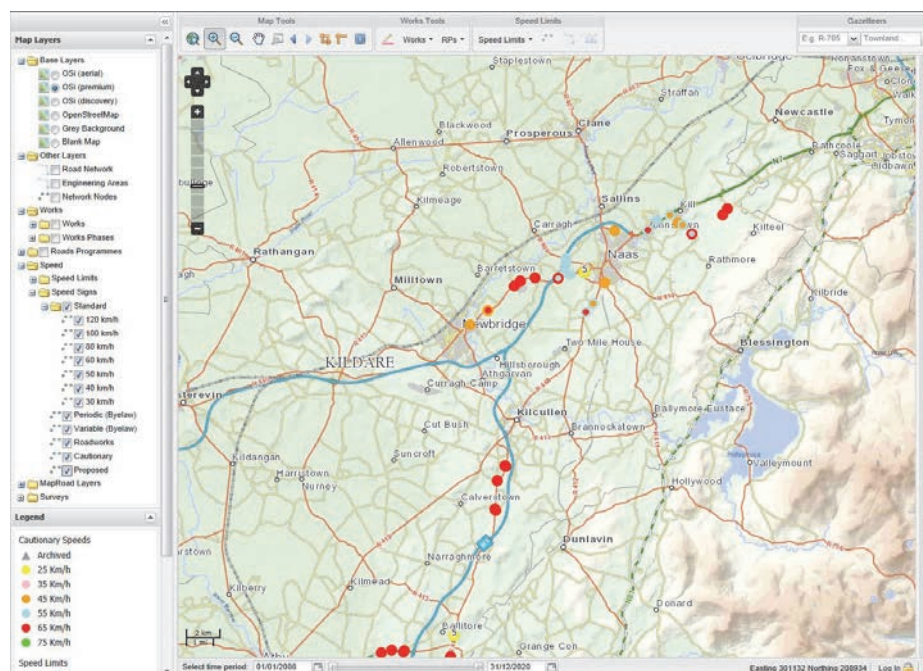 Map Tools
Works Tools
Speed Limits
Gazetteers
Works
RPs
Speed Limits
E.g. R-765
Townland...
Map Layers
Base Layers
OSi (aerial)
OSi (premium)
OSi (discovery)
OpenStreetMap
Grey Background
Blank Map
Other Layers
Road Network
Engineering Areas
Network Nodes
Works
Works
Works Phases
Roads Programmes
Speed
Speed Limits
Speed Signs
Standard
120 km/h
100 km/h
80 km/h
60 km/h
50 km/h
40 km/h
30 km/h
Periodic (Byelaw)
Variable (Byelaw)
Roadworks
Cautionary
Proposed
MapRoad Layers
Surveys
Legend
Cautionary Speeds
Archived
25 Km/h
35 Km/h
45 Km/h
55 Km/h
65 Km/h
75 Km/h
Speed Limits
Staplestown
Straffan
Newcastle
Clane
Blackwood
Prosperous
Allenwood
Rathcoole
Saggart
Robertstown
Kilmeage
Sallins
Kill
Carragh
Kilteel
Naas
Rathangan
Barretstown
Rathmore
Milltown
Kilbride
Newbridge
Two Mile House
Blessington
KILDARE
Hillsborough
Athgarvan
Curragh Camp
Kilcullen
Ballymore Eustace
Cut Bush
Brannockstown
Kildangan
Suncroft
Valleymount
Harristown
Nurney
Hollywood
Calverstown
Dunlavin
Narraghmore
Kilberry
Kilmead
Donard
Ballitore
Grange Con
2 km
1 mi
Select time period:
01/01/2000
31/12/2020
Easting 301132 Northing 200934
Log In